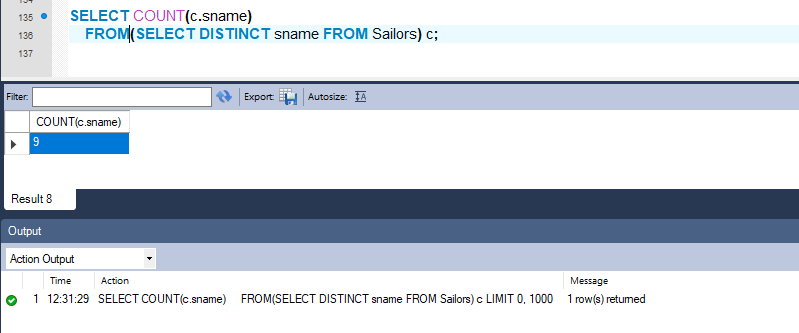 134
135 SELECT COUNT(c.sname)
136 FROM(SELECT DISTINCT sname FROM Sailors) c;
137
Filter: Export: Autosize: A
COUNT(c.sname)
9
Result 8
Output
Action Output
Time Action Message
1 12:31:29 SELECT COUNT(c.sname) FROM(SELECT DISTINCT sname FROM Sailors) c LIMIT 0, 1000 1 row(s) returned